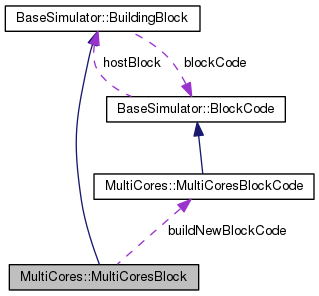 BaseSimulator::BuildingBlock
hostBlock
blockCode
BaseSimulator::BlockCode
MultiCores::MultiCoresBlockCode
buildNewBlockCode
MultiCores::MultiCoresBlock